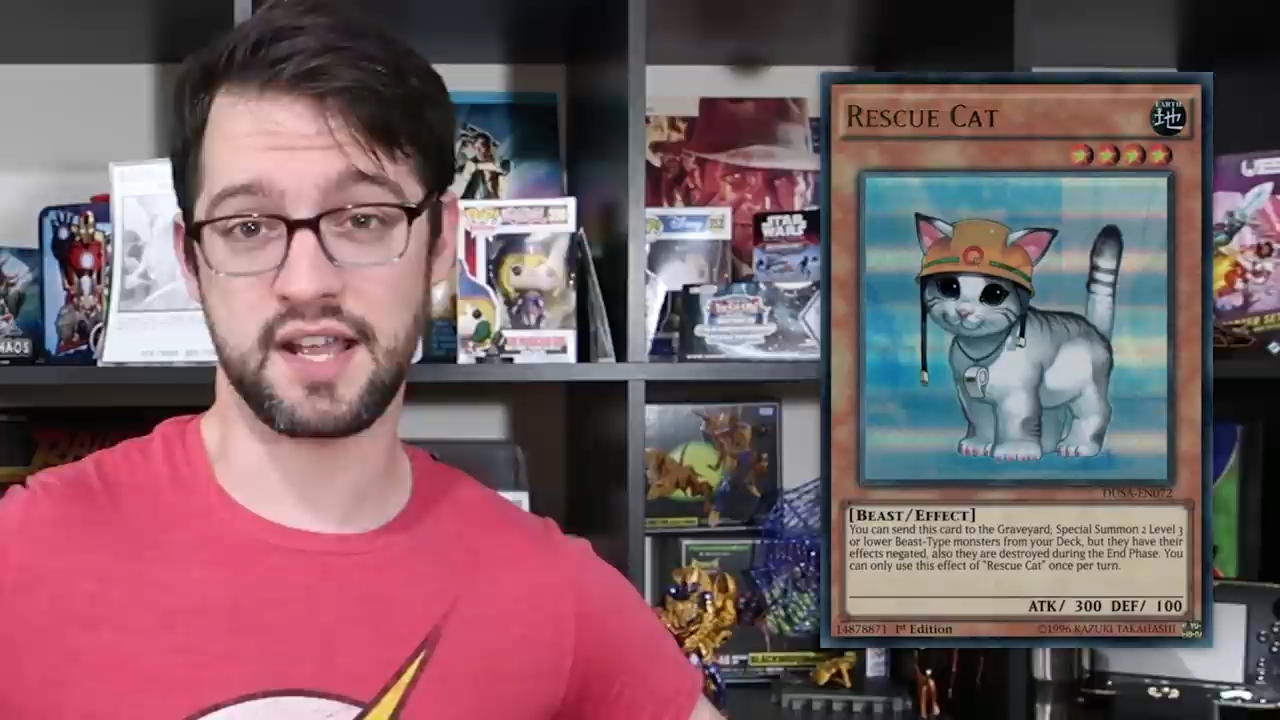 RESCUE CAT
EARTH
地
DUSA-EN072
[BEAST/EFFECT]
You can send this card to the Graveyard; Special Summon 2 Level 3
or lower Beast-Type monsters from your Deck, but they have their
effects negated, also they are destroyed during the End Phase. You
can only use this effect of "Rescue Cat" once per turn.
ATK/ 300 DEF/ 100
14878871 1st Edition
©1996 KAZUKI TAKAHASHI
POP!
Disney
STAR
WARS